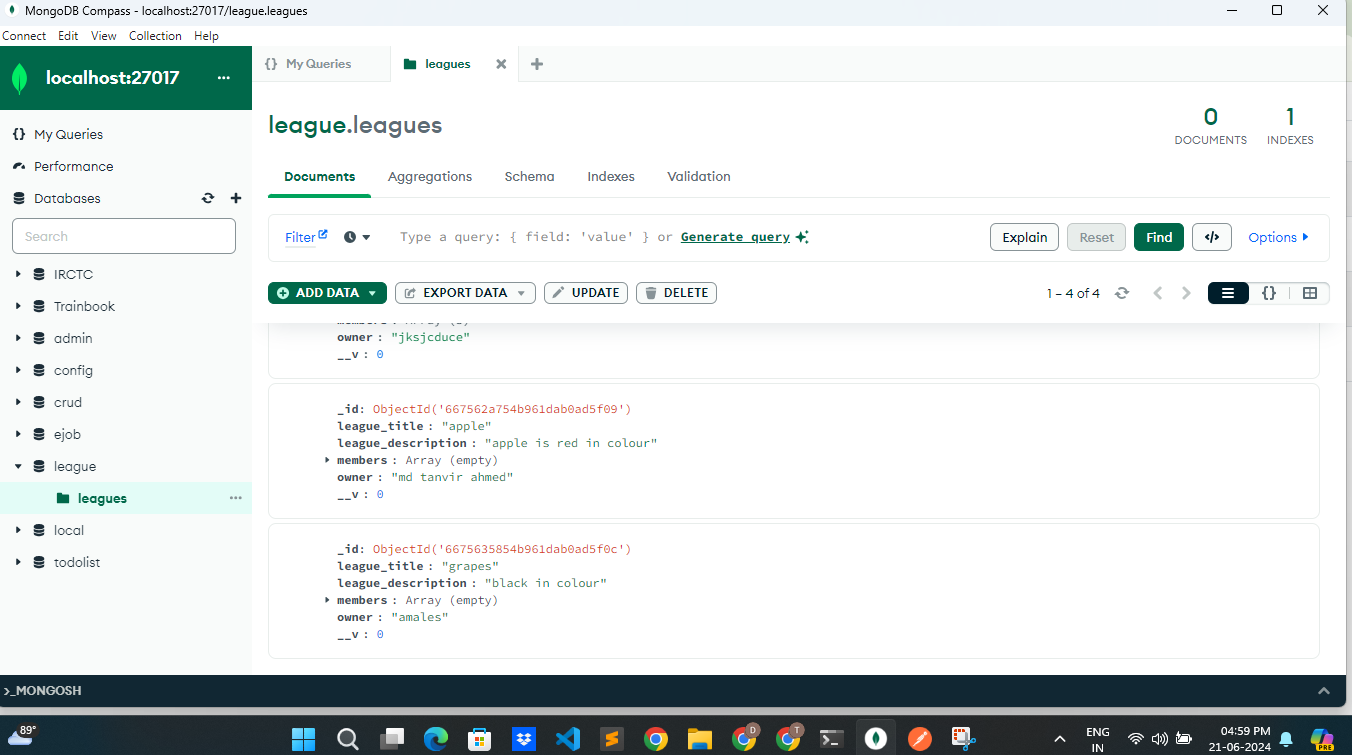 MongoDB Compass - localhost:27017/league.leagues
Connect Edit View Collection Help
localhost:27017 ...
{} My Queries
leagues
{} My Queries
Performance
Databases
Search
IRCTC
Trainbook
admin
config
crud
ejob
league
leagues ...
local
todolist
league.leagues
0 DOCUMENTS
1 INDEXES
Documents Aggregations Schema Indexes Validation
Filter Type a query: { field: 'value' } or Generate query Explain Reset Find </> Options
ADD DATA EXPORT DATA UPDATE DELETE 1 – 4 of 4 {}
owner : "jksjcduce"
__v : 0
_id: ObjectId('667562a754b961dab0ad5f09')
league_title : "apple"
league_description : "apple is red in colour"
members : Array (empty)
owner : "md tanvir ahmed"
__v : 0
_id: ObjectId('6675635854b961dab0ad5f0c')
league_title : "grapes"
league_description : "black in colour"
members : Array (empty)
owner : "amales"
__v : 0
>_MONGOSH
89°
D
T
ENG
IN
04:59 PM
21-06-2024
PRE